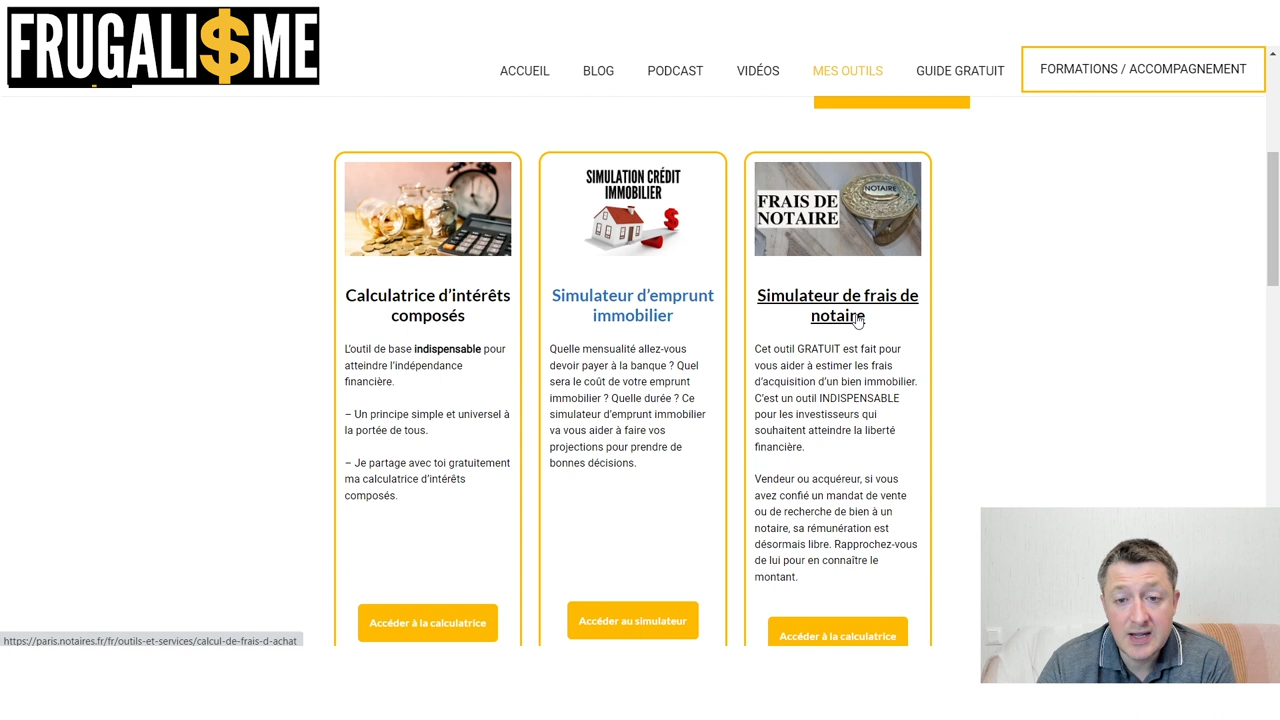 FRUGALI$ME
ACCUEIL
BLOG
PODCAST
VIDÉOS
MES OUTILS
GUIDE GRATUIT
FORMATIONS / ACCOMPAGNEMENT
Calculatrice d’intérêts
composés
L’outil de base indispensable pour
atteindre l’indépendance
financière.
– Un principe simple et universel à
la portée de tous.
– Je partage avec toi gratuitement
ma calculatrice d’intérêts
composés.
Accéder à la calculatrice
SIMULATION CRÉDIT
IMMOBILIER
$
Simulateur d’emprunt
immobilier
Quelle mensualité allez-vous
devoir payer à la banque ? Quel
sera le coût de votre emprunt
immobilier ? Quelle durée ? Ce
simulateur d’emprunt immobilier
va vous aider à faire vos
projections pour prendre de
bonnes décisions.
Accéder au simulateur
FRAIS DE
NOTAIRE
NOTAIRE
Simulateur de frais de
notaire
Cet outil GRATUIT est fait pour
vous aider à estimer les frais
d’acquisition d’un bien immobilier.
C’est un outil INDISPENSABLE
pour les investisseurs qui
souhaitent atteindre la liberté
financière.
Vendeur ou acquéreur, si vous
avez confié un mandat de vente
ou de recherche de bien à un
notaire, sa rémunération est
désormais libre. Rapprochez-vous
de lui pour en connaître le
montant.
Accéder à la calculatrice
https://paris.notaires.fr/fr/outils-et-services/calcul-de-frais-d-achat